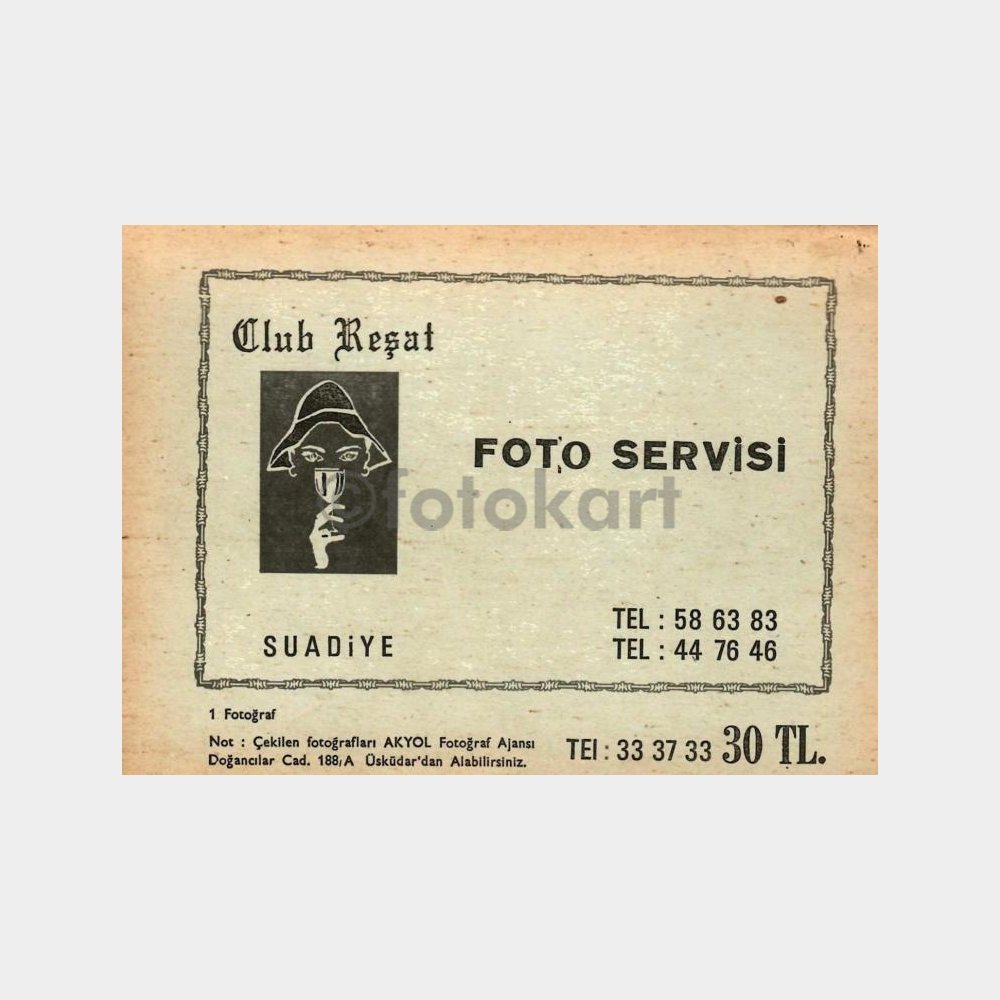 Club Reşat
FOTO SERVİSİ
©fotokart
SUADİYE
TEL : 58 63 83
TEL : 44 76 46
1 Fotoğraf
Not : Çekilen fotoğrafları AKYOL Fotoğraf Ajansı
Doğancılar Cad. 188/A Üsküdar'dan Alabilirsiniz.
TEl : 33 37 33 30 TL.